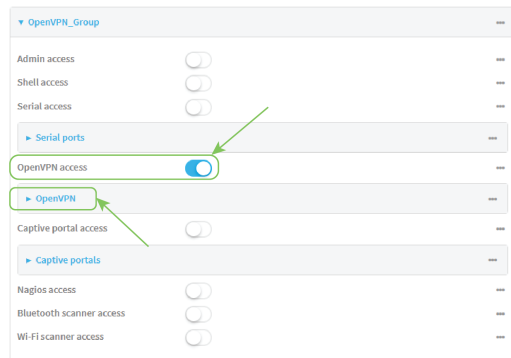 OpenVPN_Group
Admin access
Shell access
Serial access
Serial ports
OpenVPN access
OpenVPN
Captive portal access
Captive portals
Nagios access
Bluetooth scanner access
Wi-Fi scanner access